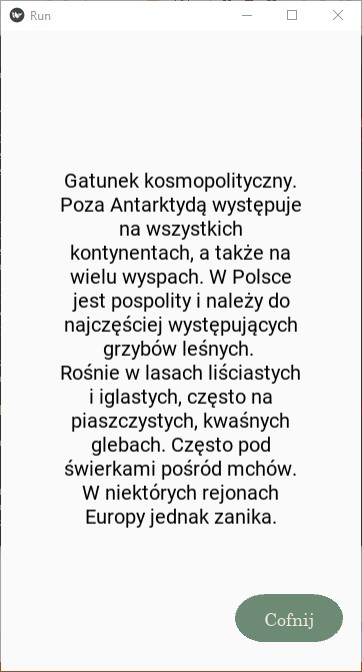 Run
Gatunek kosmopolityczny.
Poza Antarktydą występuje
na wszystkich
kontynentach, a także na
wielu wyspach. W Polsce
jest pospolity i należy do
najczęściej występujących
grzybów leśnych.
Rośnie w lasach liściastych
i iglastych, często na
piaszczystych, kwaśnych
glebach. Często pod
świerkami pośród mchów.
W niektórych rejonach
Europy jednak zanika.
Cofnij